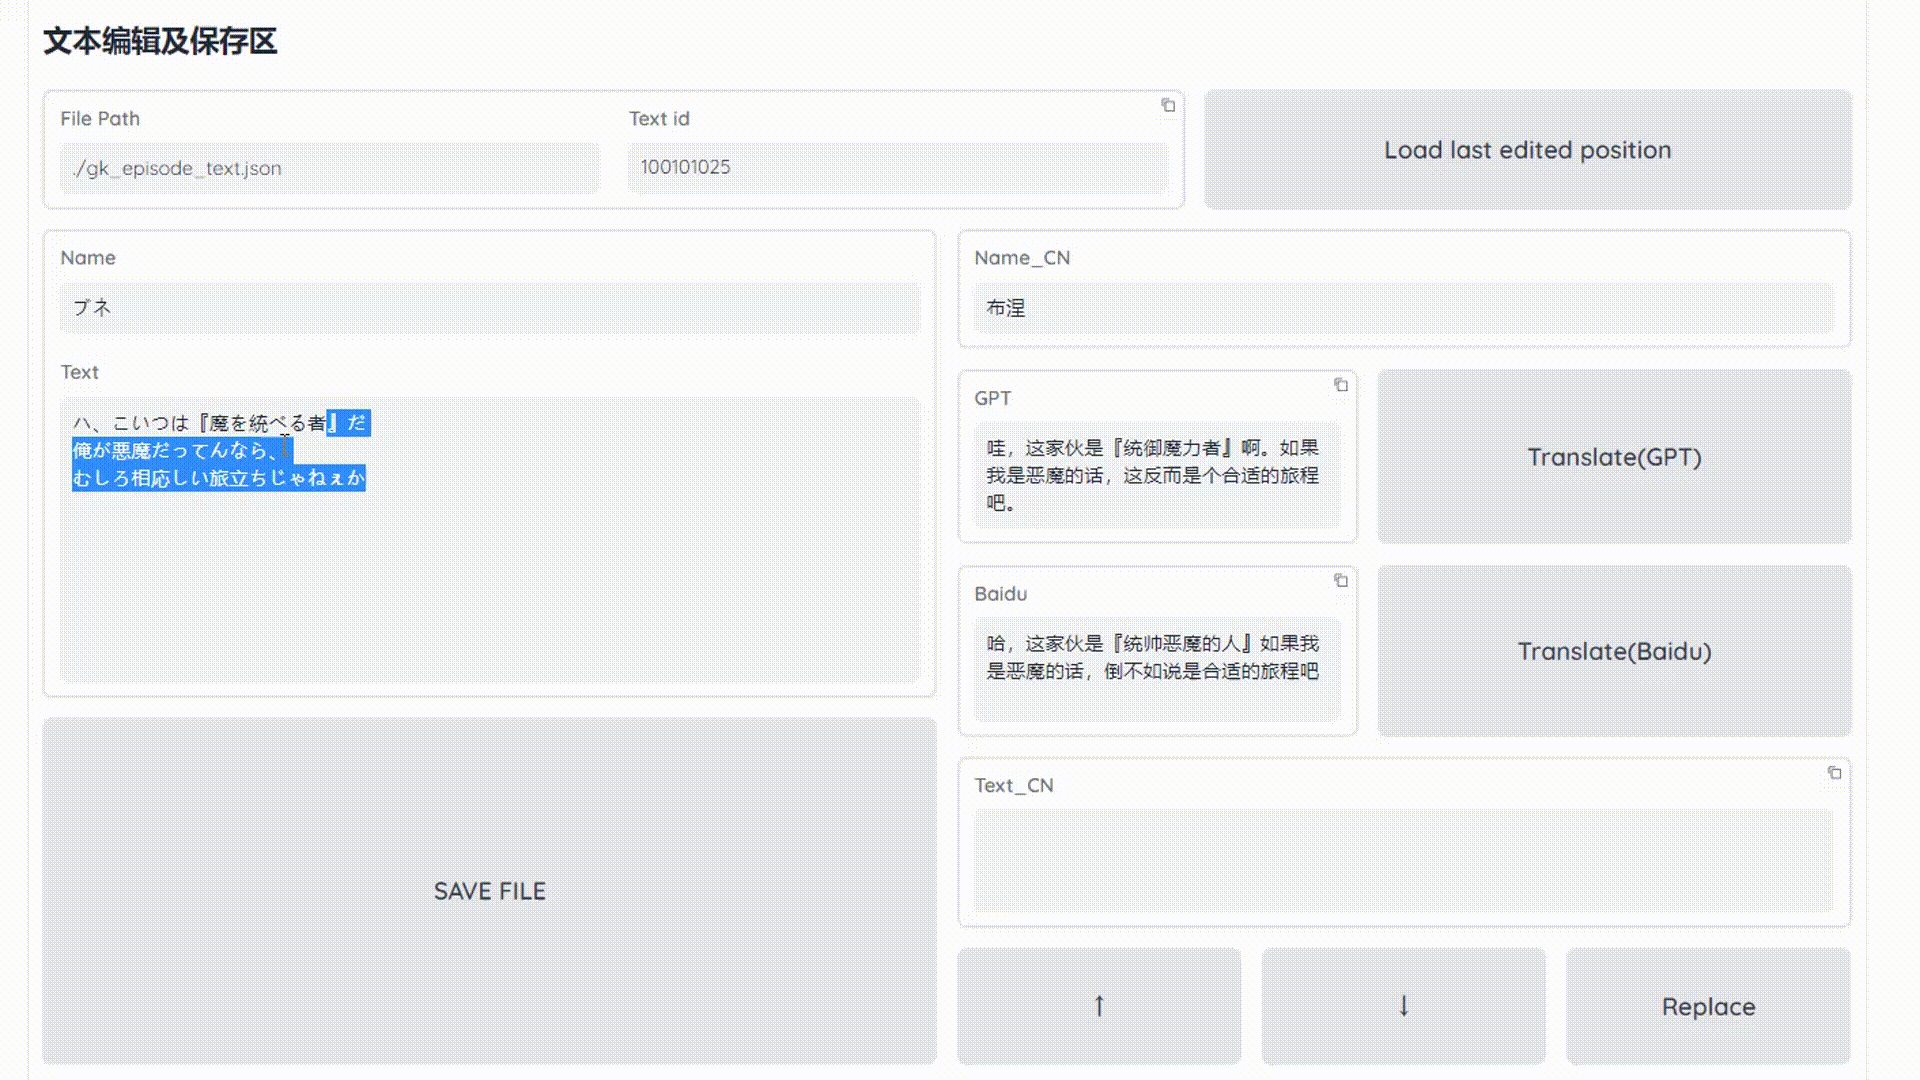 文本编辑及保存区
File Path
./gk_episode_text.json
Text id
100101025
Load last edited position
Name
ブネ
Text
ハ、こいつは『魔を統べる者』だ
俺が悪魔だってんなら、
むしろ相応しい旅立ちじゃねぇか
SAVE FILE
Name_CN
布涅
GPT
哇，这家伙是『统御魔力者』啊。如果
我是恶魔的话，这反而是个合适的旅程
吧。
Translate(GPT)
Baidu
哈，这家伙是『统帅恶魔的人』如果我
是恶魔的话，倒不如说是合适的旅程吧
Translate(Baidu)
Text_CN
↑
↓
Replace